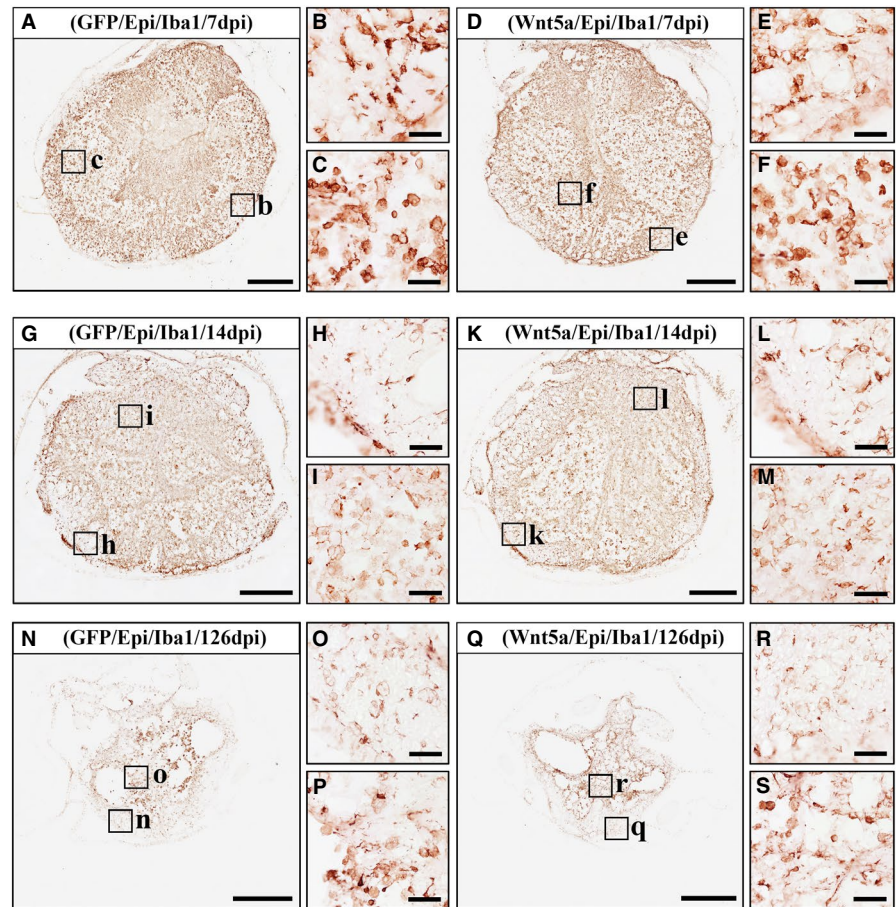 A (GFP/Epi/Iba1/7dpi)
B
D (Wnt5a/Epi/Iba1/7dpi)
E
c
b
C
f
e
F
G (GFP/Epi/Iba1/14dpi)
H
K (Wnt5a/Epi/Iba1/14dpi)
L
i
h
I
l
k
M
N (GFP/Epi/Iba1/126dpi)
O
Q (Wnt5a/Epi/Iba1/126dpi)
R
o
n
P
r
q
S